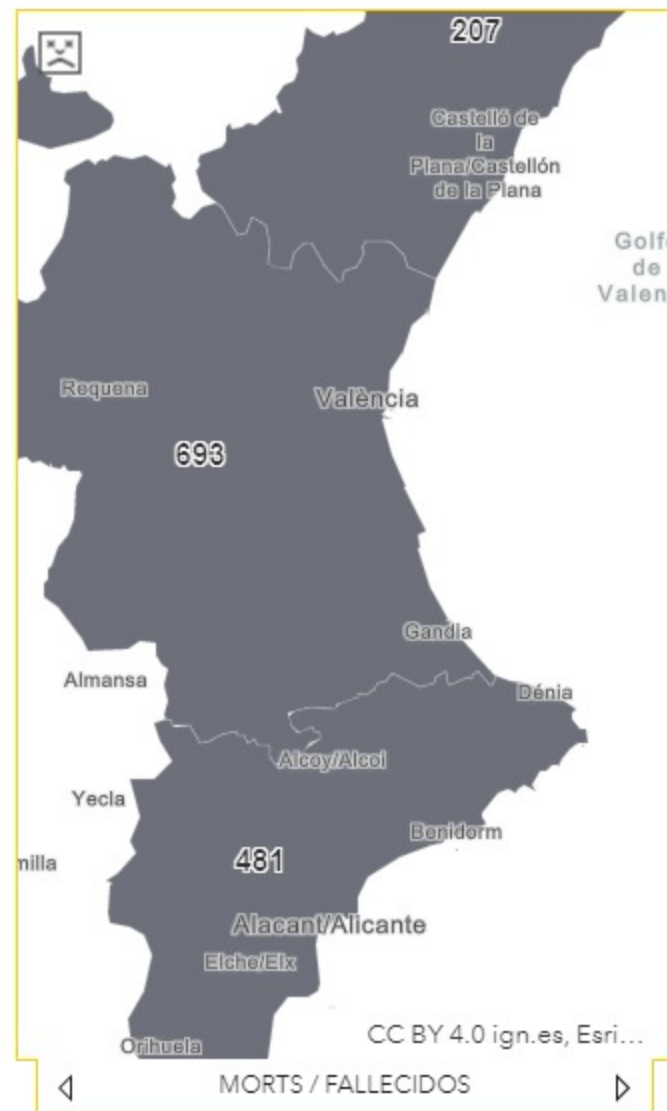 207
Castelló de
la
Plana/Castellón
de la Plana
Golf
de
Valen
Requena
València
693
Gandia
Almansa
Dénia
Alcoy/Alcoi
Yecla
Benidorm
milla
481
Alacant/Alicante
Elche/Elx
CC BY 4.0 ign.es, Esri...
Orihuela
MORTS / FALLECIDOS